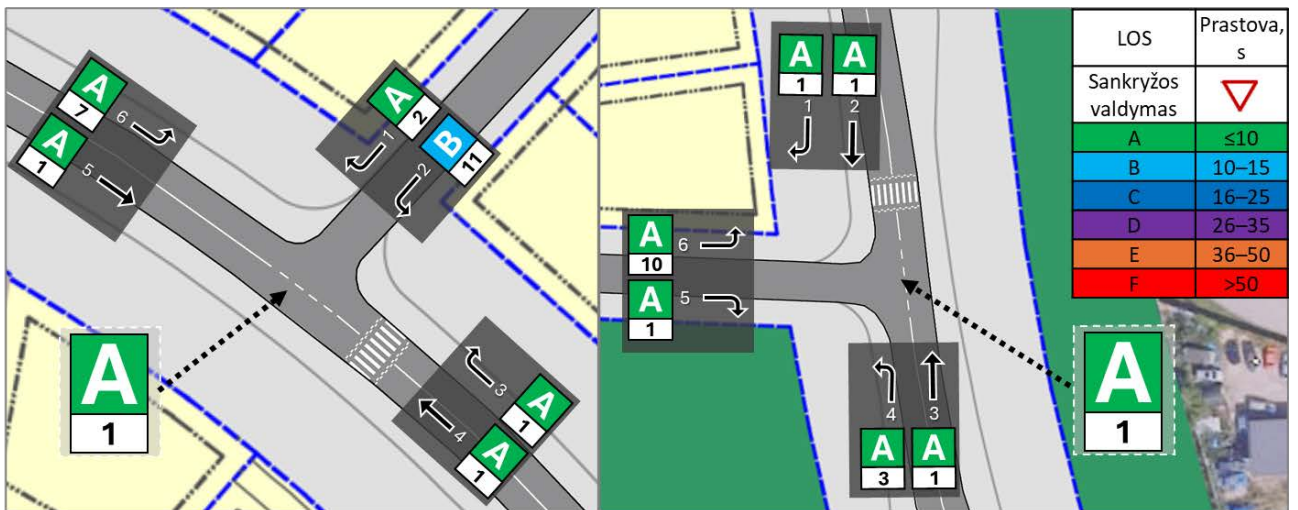 A
7
6
A
1
5
A
2
1
B
11
2
3
A
1
4
A
1
A
1
A
1
A
1
1
2
A
10
6
A
1
5
4
3
A
3
A
1
A
1
LOS
Prastova,
s
Sankryžos
valdymas
A
≤10
B
10–15
C
16–25
D
26–35
E
36–50
F
>50